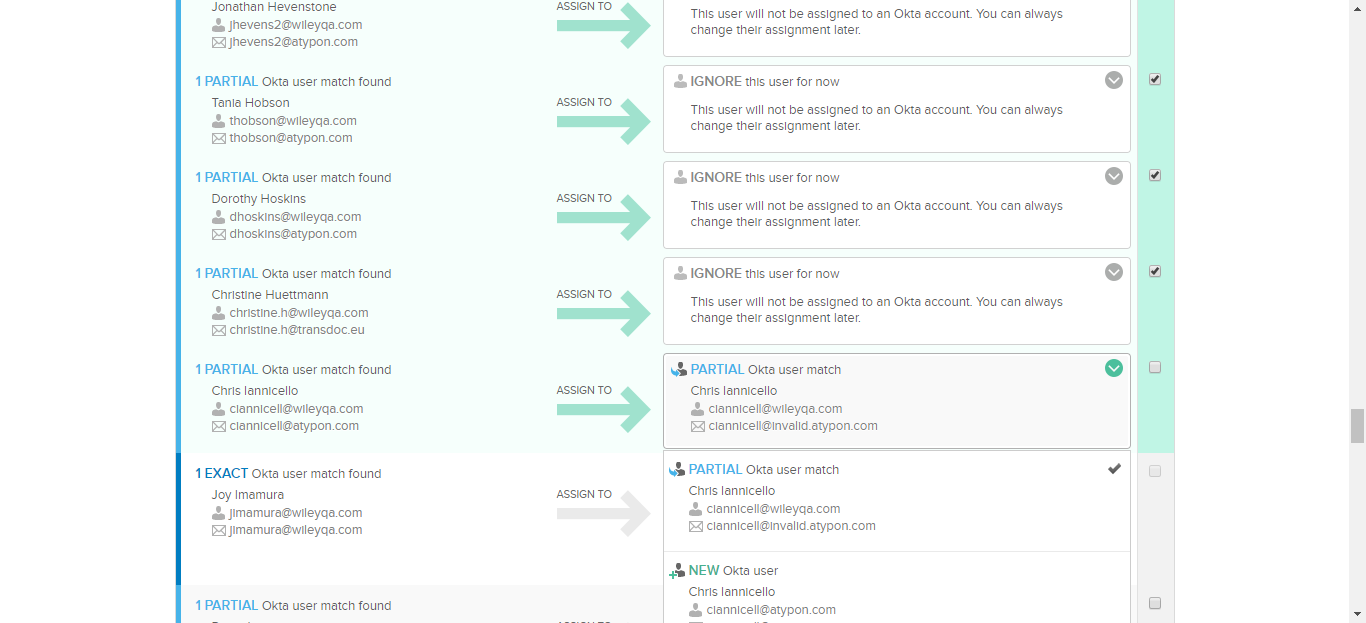 Jonathan Hevenstone
jhevens2@wileyqa.com
jhevens2@atypon.com
ASSIGN TO
This user will not be assigned to an Okta account. You can always
change their assignment later.
1 PARTIAL Okta user match found
Tania Hobson
thobson@wileyqa.com
thobson@atypon.com
ASSIGN TO
IGNORE this user for now
This user will not be assigned to an Okta account. You can always
change their assignment later.
1 PARTIAL Okta user match found
Dorothy Hoskins
dhoskins@wileyqa.com
dhoskins@atypon.com
ASSIGN TO
IGNORE this user for now
This user will not be assigned to an Okta account. You can always
change their assignment later.
1 PARTIAL Okta user match found
Christine Huettmann
christine.h@wileyqa.com
christine.h@transdoc.eu
ASSIGN TO
IGNORE this user for now
This user will not be assigned to an Okta account. You can always
change their assignment later.
1 PARTIAL Okta user match found
Chris Iannicello
ciannicell@wileyqa.com
ciannicell@atypon.com
ASSIGN TO
PARTIAL Okta user match
Chris Iannicello
ciannicell@wileyqa.com
ciannicell@invalid.atypon.com
1 EXACT Okta user match found
Joy Imamura
jimamura@wileyqa.com
jimamura@wileyqa.com
ASSIGN TO
PARTIAL Okta user match
Chris Iannicello
ciannicell@wileyqa.com
ciannicell@invalid.atypon.com
NEW Okta user
Chris Iannicello
ciannicell@atypon.com
1 PARTIAL Okta user match found